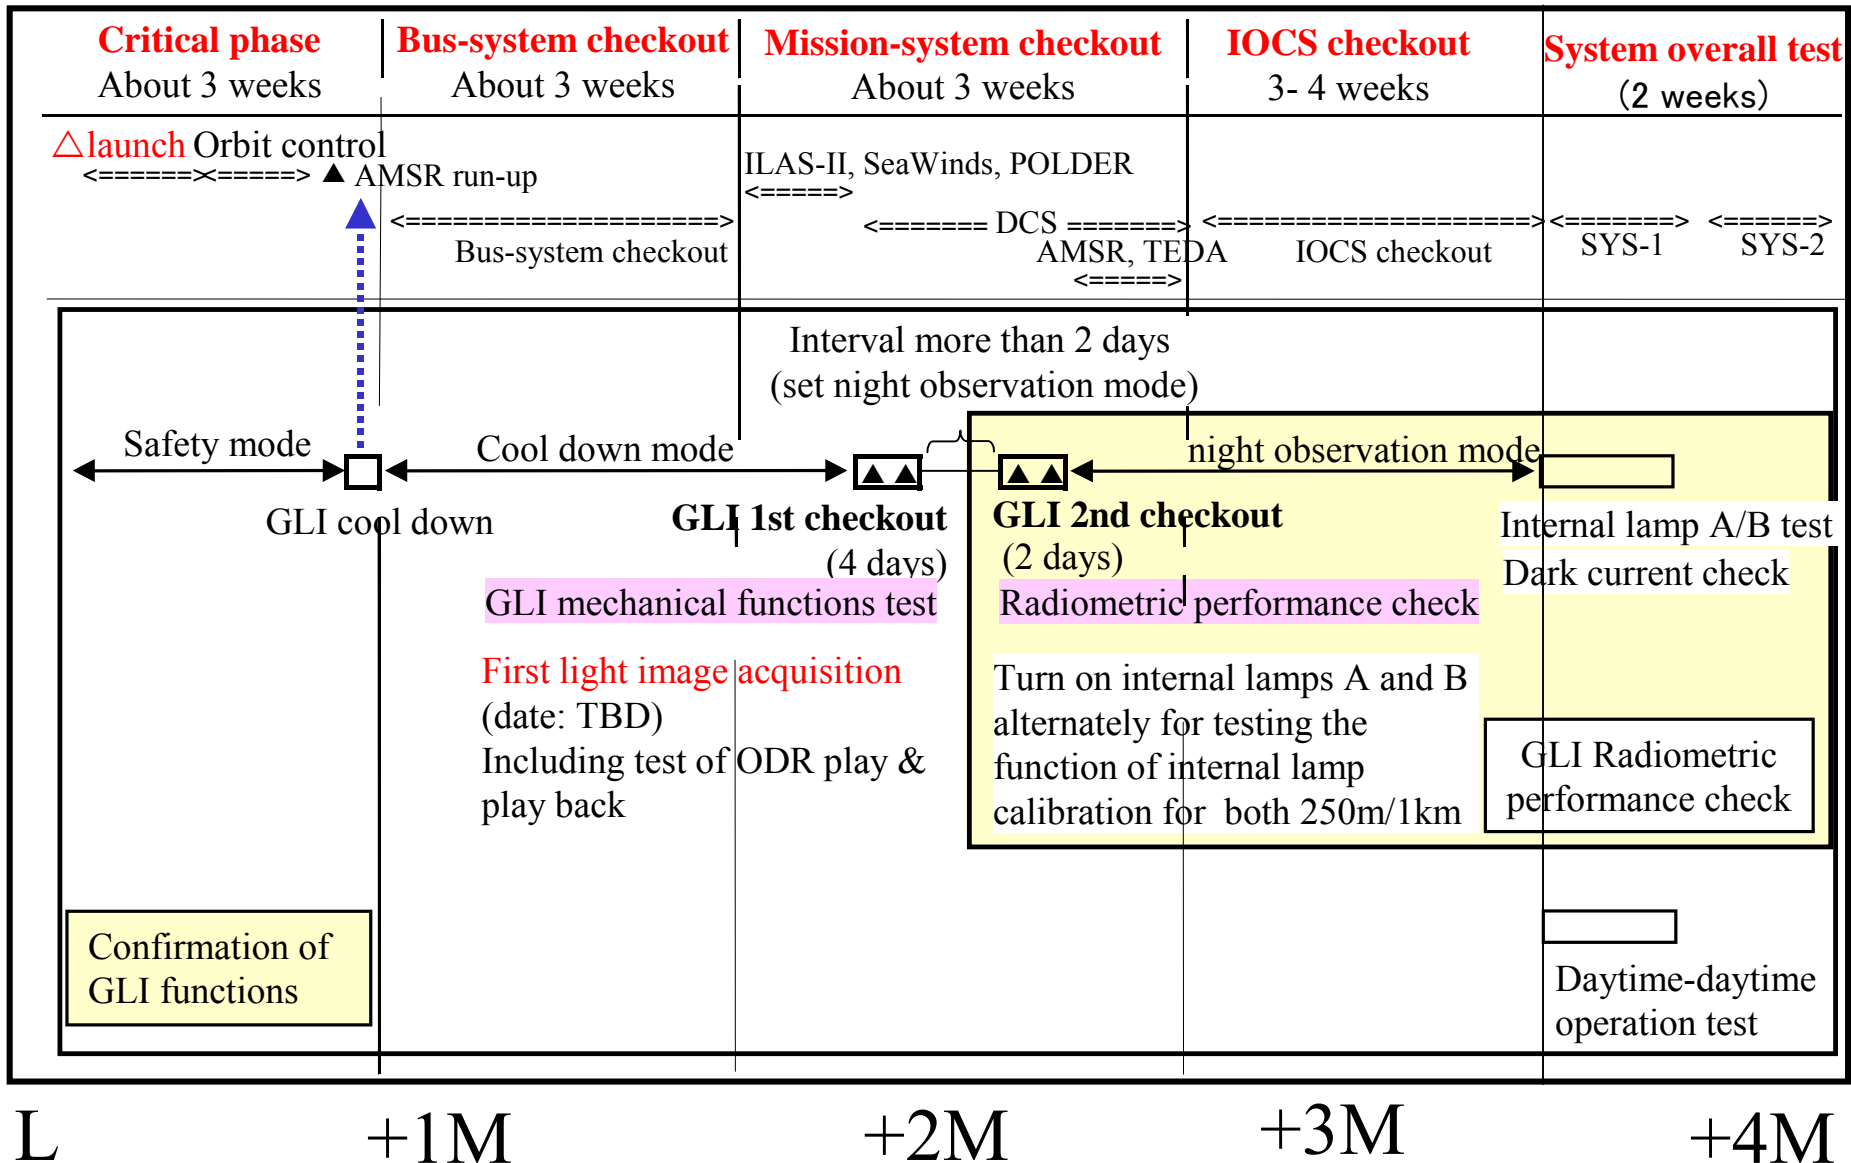 Critical phase
About 3 weeks
Bus-system checkout
About 3 weeks
Mission-system checkout
About 3 weeks
IOCS checkout
3- 4 weeks
System overall test
(2 weeks)
△launch Orbit control
<======><=====> ▲ AMSR run-up
<====================>
Bus-system checkout
ILAS-II, SeaWinds, POLDER
<=====>
<======= DCS =======>
AMSR, TEDA
<=====>
<===================>
IOCS checkout
<=======>
SYS-1
<======>
SYS-2
Interval more than 2 days
(set night observation mode)
Safety mode
Cool down mode
night observation mode
▲ ▲
▲ ▲
GLI cool down
GLI 1st checkout
(4 days)
GLI mechanical functions test
First light image acquisition
(date: TBD)
Including test of ODR play &
play back
GLI 2nd checkout
(2 days)
Radiometric performance check
Turn on internal lamps A and B
alternately for testing the
function of internal lamp
calibration for both 250m/1km
Internal lamp A/B test
Dark current check
GLI Radiometric
performance check
Confirmation of
GLI functions
Daytime-daytime
operation test
L
+1M
+2M
+3M
+4M